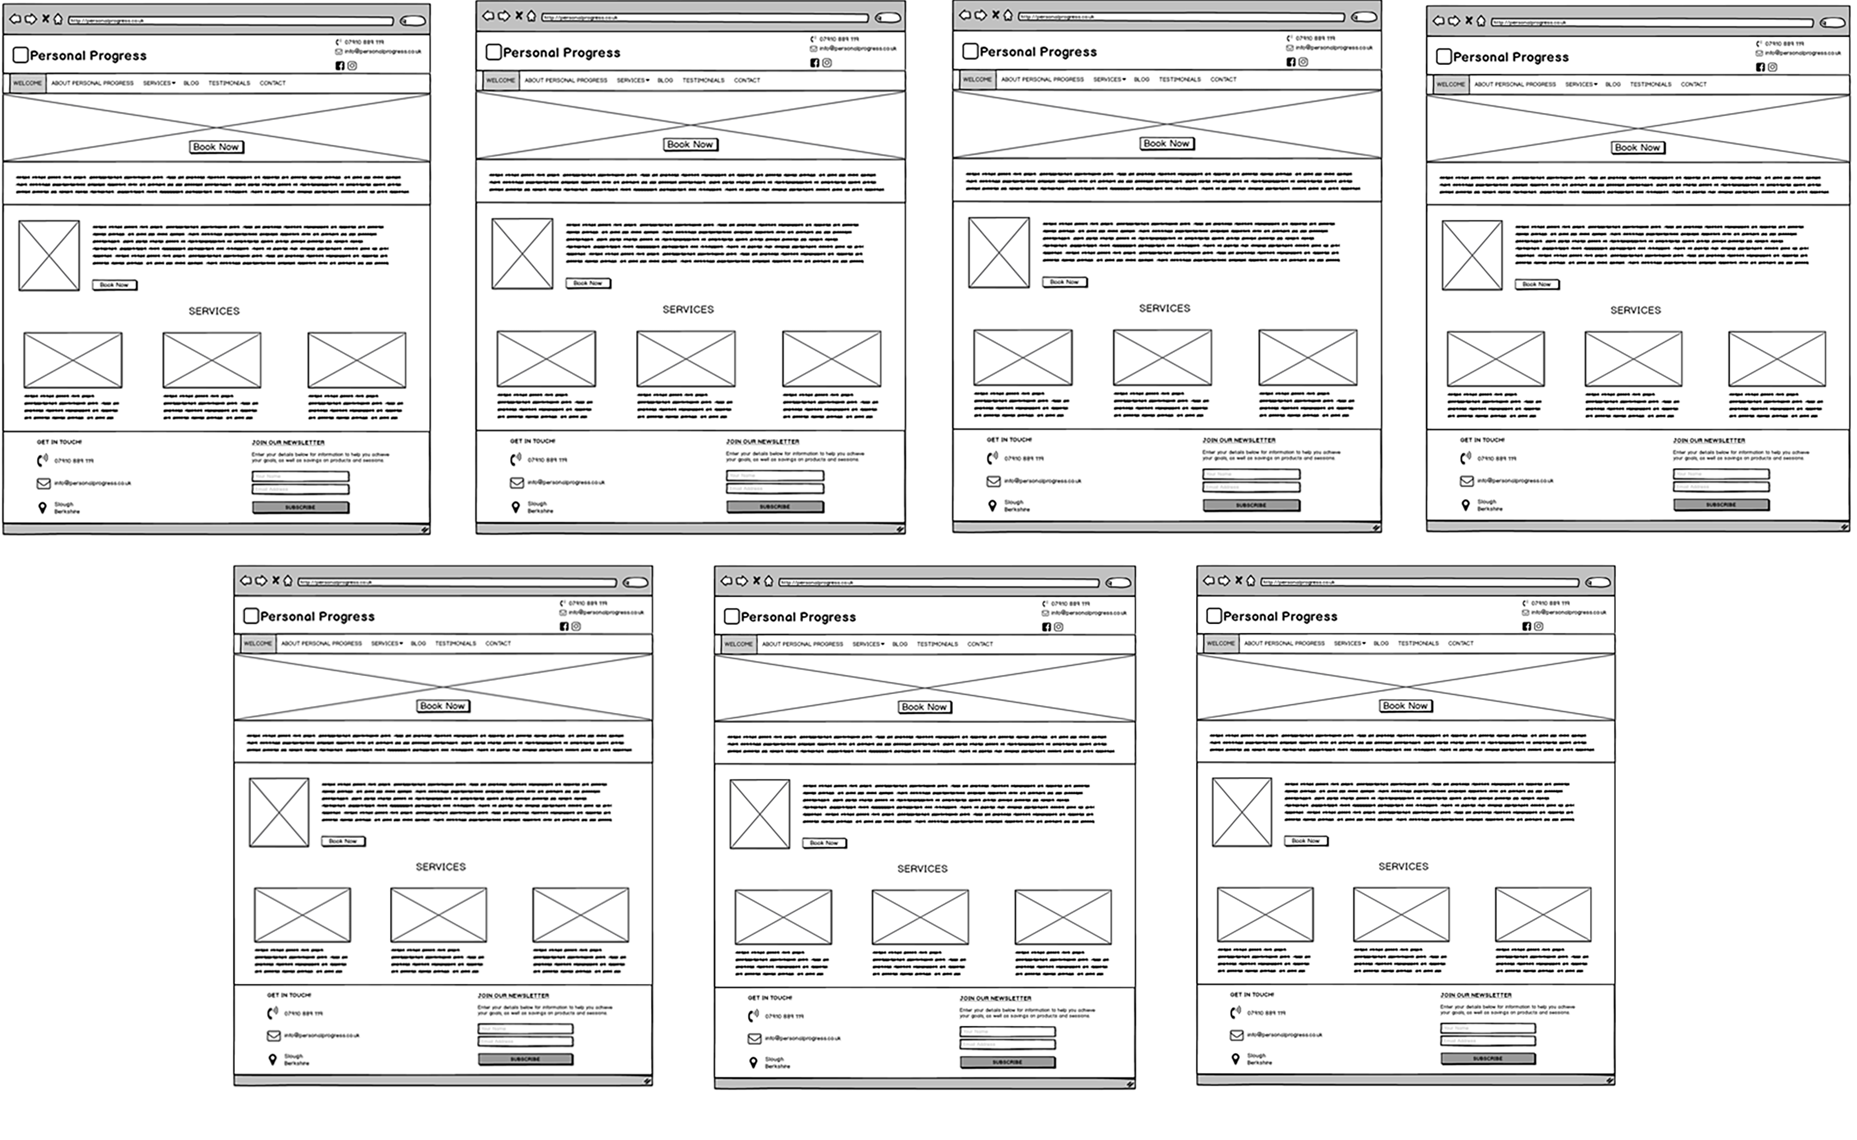 http://personalprogress.co.uk
Personal Progress
07910 889 119
info@personalprogress.co.uk
WELCOME ABOUT PERSONAL PROGRESS SERVICES BLOG TESTIMONIALS CONTACT
Book Now
Book Now
SERVICES
GET IN TOUCH!
07910 889 119
info@personalprogress.co.uk
Slough
Berkshire
JOIN OUR NEWSLETTER
Enter your details below for information to help you achieve
your goals, as well as savings on products and sessions
Your Name
Email Address
SUBSCRIBE
http://personalprogress.co.uk
Personal Progress
07910 889 119
info@personalprogress.co.uk
WELCOME ABOUT PERSONAL PROGRESS SERVICES BLOG TESTIMONIALS CONTACT
Book Now
Book Now
SERVICES
GET IN TOUCH!
07910 889 119
info@personalprogress.co.uk
Slough
Berkshire
JOIN OUR NEWSLETTER
Enter your details below for information to help you achieve
your goals, as well as savings on products and sessions
Your Name
Email Address
SUBSCRIBE
http://personalprogress.co.uk
Personal Progress
07910 889 119
info@personalprogress.co.uk
WELCOME ABOUT PERSONAL PROGRESS SERVICES BLOG TESTIMONIALS CONTACT
Book Now
Book Now
SERVICES
GET IN TOUCH!
07910 889 119
info@personalprogress.co.uk
Slough
Berkshire
JOIN OUR NEWSLETTER
Enter your details below for information to help you achieve
your goals, as well as savings on products and sessions
Your Name
Email Address
SUBSCRIBE
http://personalprogress.co.uk
Personal Progress
07910 889 119
info@personalprogress.co.uk
WELCOME ABOUT PERSONAL PROGRESS SERVICES BLOG TESTIMONIALS CONTACT
Book Now
Book Now
SERVICES
GET IN TOUCH!
07910 889 119
info@personalprogress.co.uk
Slough
Berkshire
JOIN OUR NEWSLETTER
Enter your details below for information to help you achieve
your goals, as well as savings on products and sessions
Your Name
Email Address
SUBSCRIBE
http://personalprogress.co.uk
Personal Progress
07910 889 119
info@personalprogress.co.uk
WELCOME ABOUT PERSONAL PROGRESS SERVICES BLOG TESTIMONIALS CONTACT
Book Now
Book Now
SERVICES
GET IN TOUCH!
07910 889 119
info@personalprogress.co.uk
Slough
Berkshire
JOIN OUR NEWSLETTER
Enter your details below for information to help you achieve
your goals, as well as savings on products and sessions
Your Name
Email Address
SUBSCRIBE
http://personalprogress.co.uk
Personal Progress
07910 889 119
info@personalprogress.co.uk
WELCOME ABOUT PERSONAL PROGRESS SERVICES BLOG TESTIMONIALS CONTACT
Book Now
Book Now
SERVICES
GET IN TOUCH!
07910 889 119
info@personalprogress.co.uk
Slough
Berkshire
JOIN OUR NEWSLETTER
Enter your details below for information to help you achieve
your goals, as well as savings on products and sessions
Your Name
Email Address
SUBSCRIBE
http://personalprogress.co.uk
Personal Progress
07910 889 119
info@personalprogress.co.uk
WELCOME ABOUT PERSONAL PROGRESS SERVICES BLOG TESTIMONIALS CONTACT
Book Now
Book Now
SERVICES
GET IN TOUCH!
07910 889 119
info@personalprogress.co.uk
Slough
Berkshire
JOIN OUR NEWSLETTER
Enter your details below for information to help you achieve
your goals, as well as savings on products and sessions
Your Name
Email Address
SUBSCRIBE